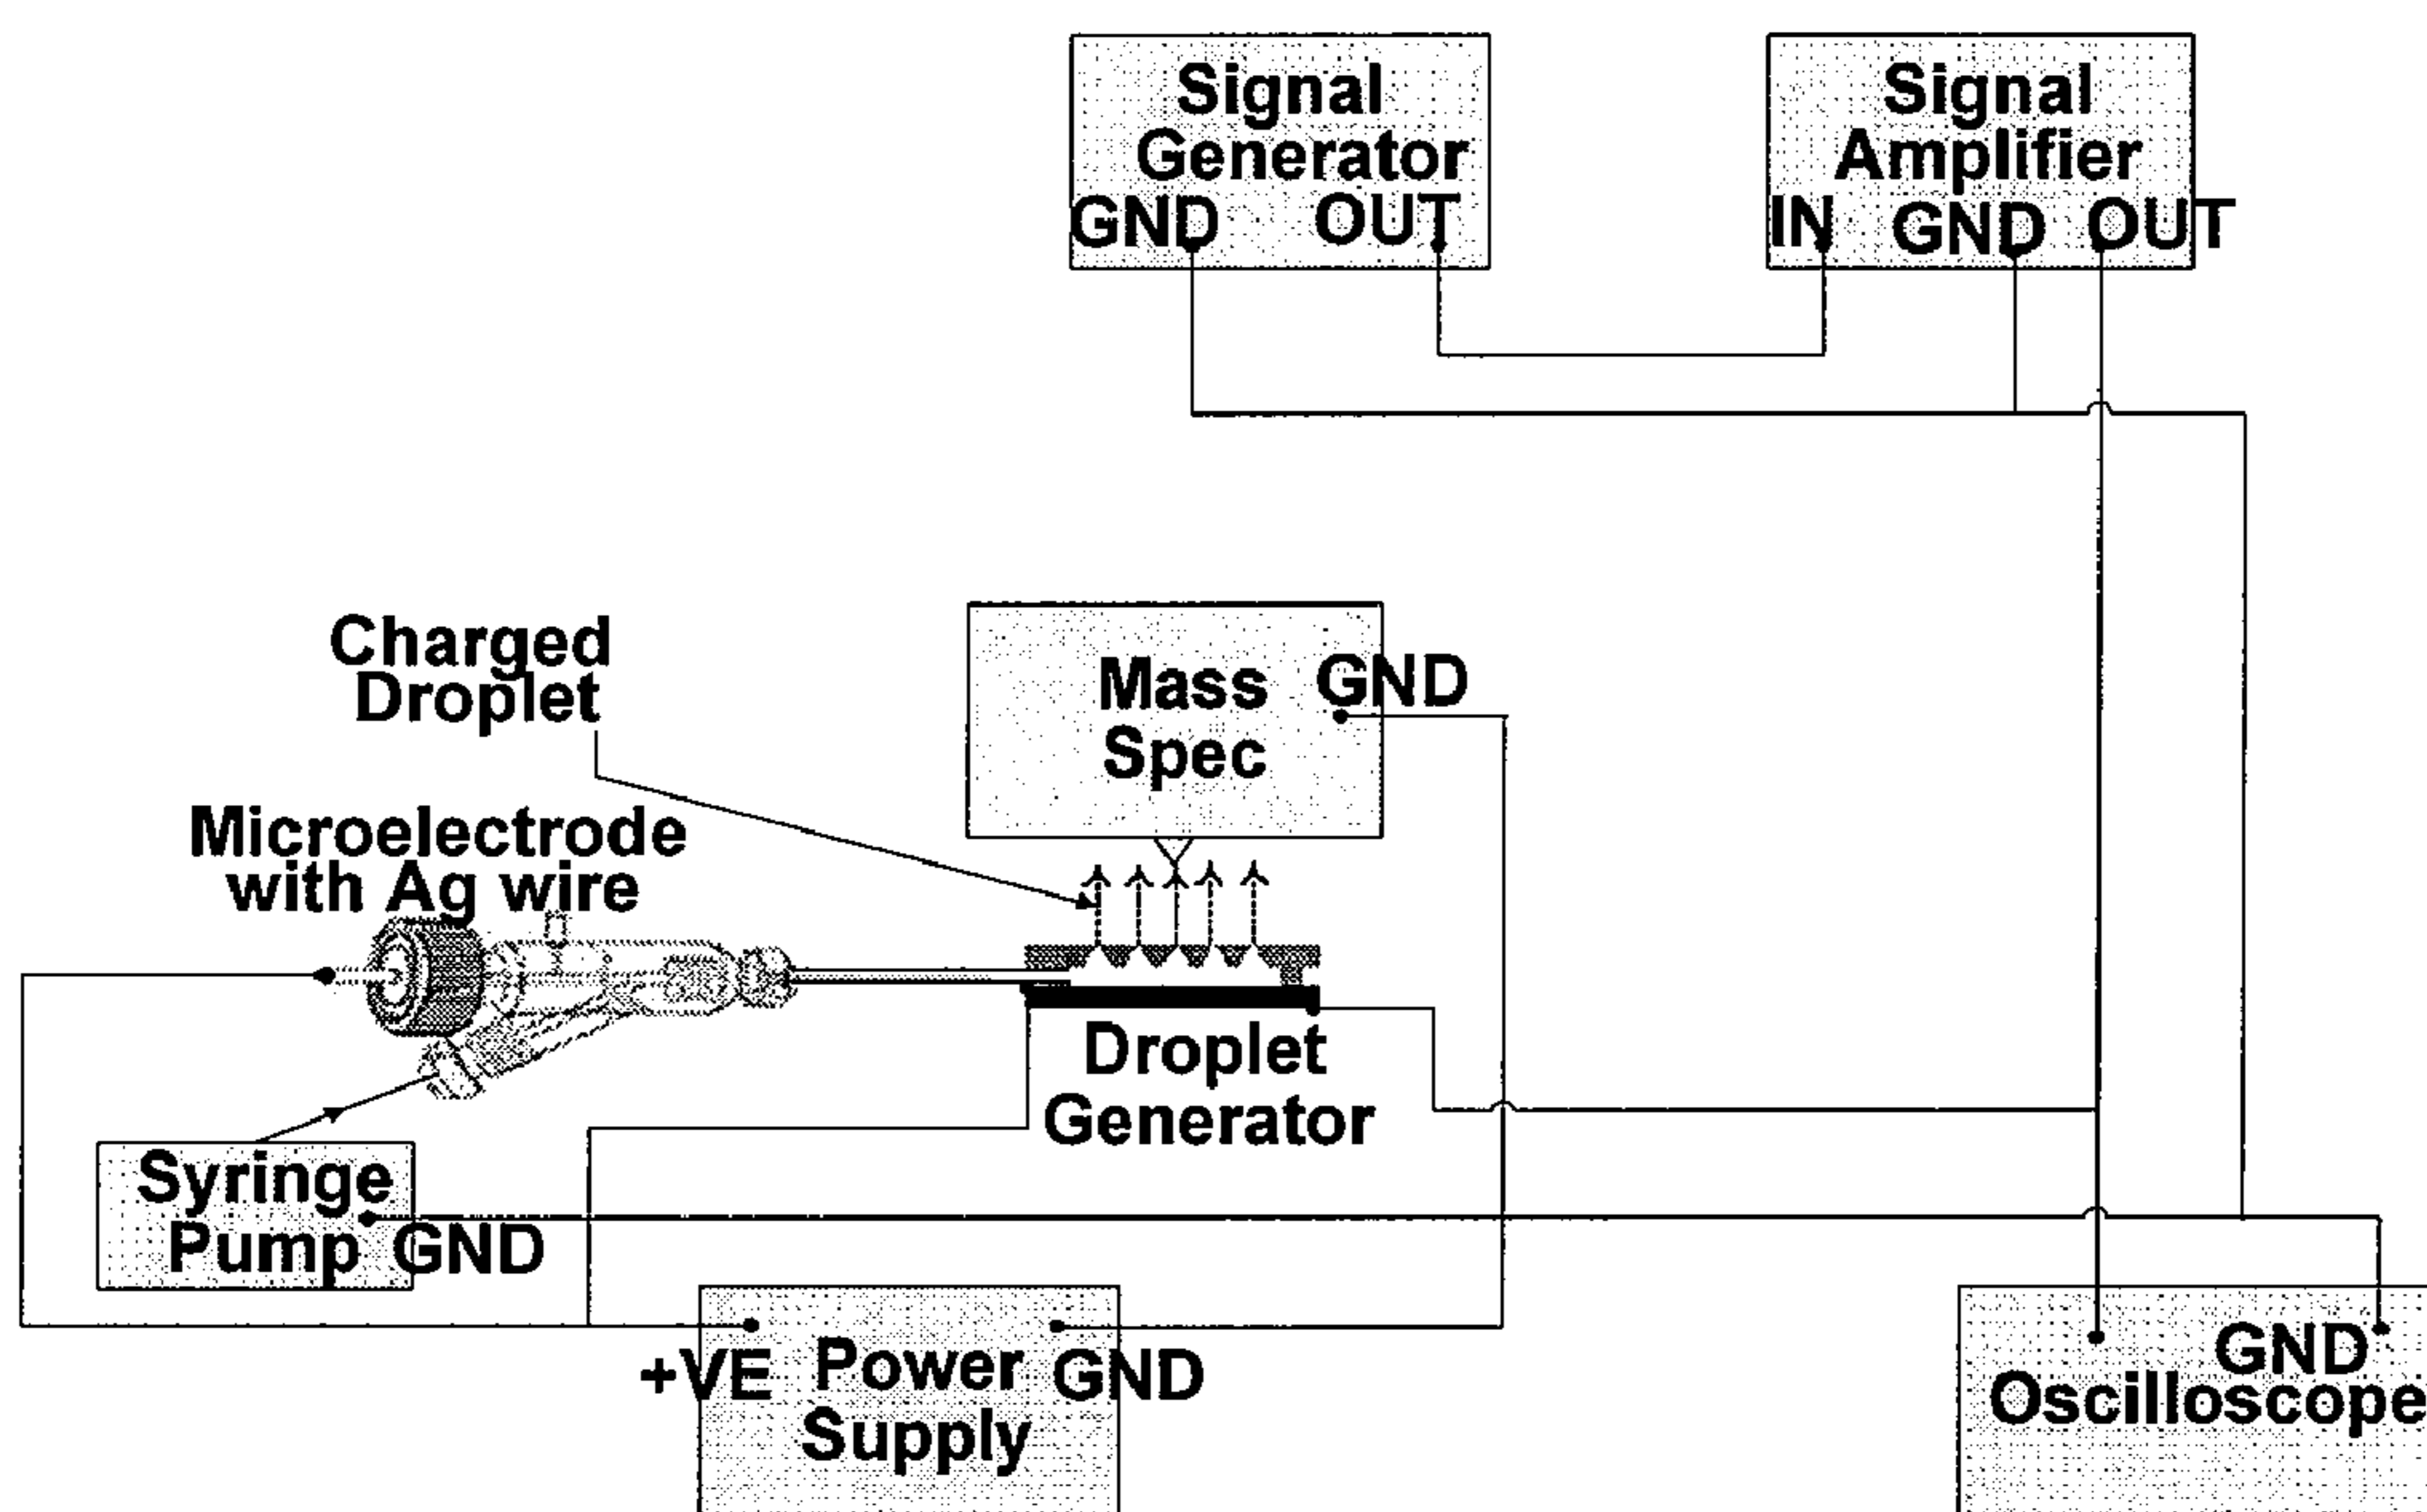 Signal
Generator
GND OUT
Signal
Amplifier
IN GND OUT
Charged
Droplet
Mass
Spec
GND
Microelectrode
with Ag wire
Droplet
Generator
Syringe
Pump GND
+VE Power GND
Supply
GND
Oscilloscope